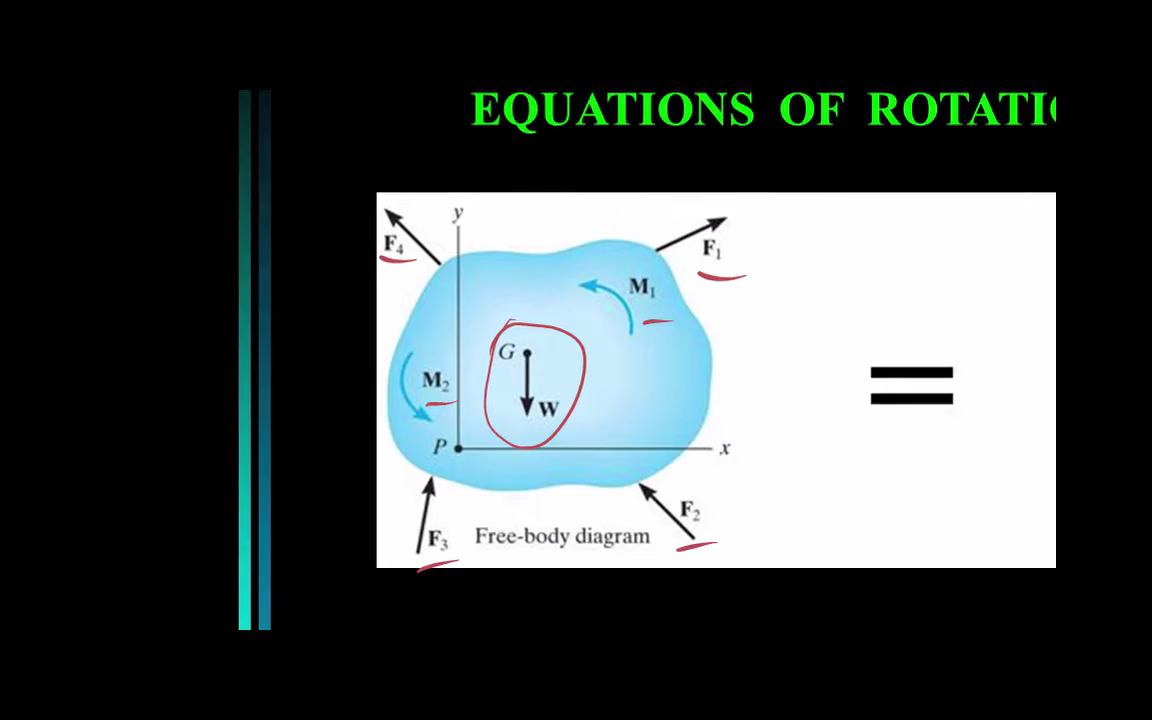 EQUATIONS OF ROTATI
y
F4
F1
M1
G
M2
W
P
x
F2
F3
Free-body diagram
=